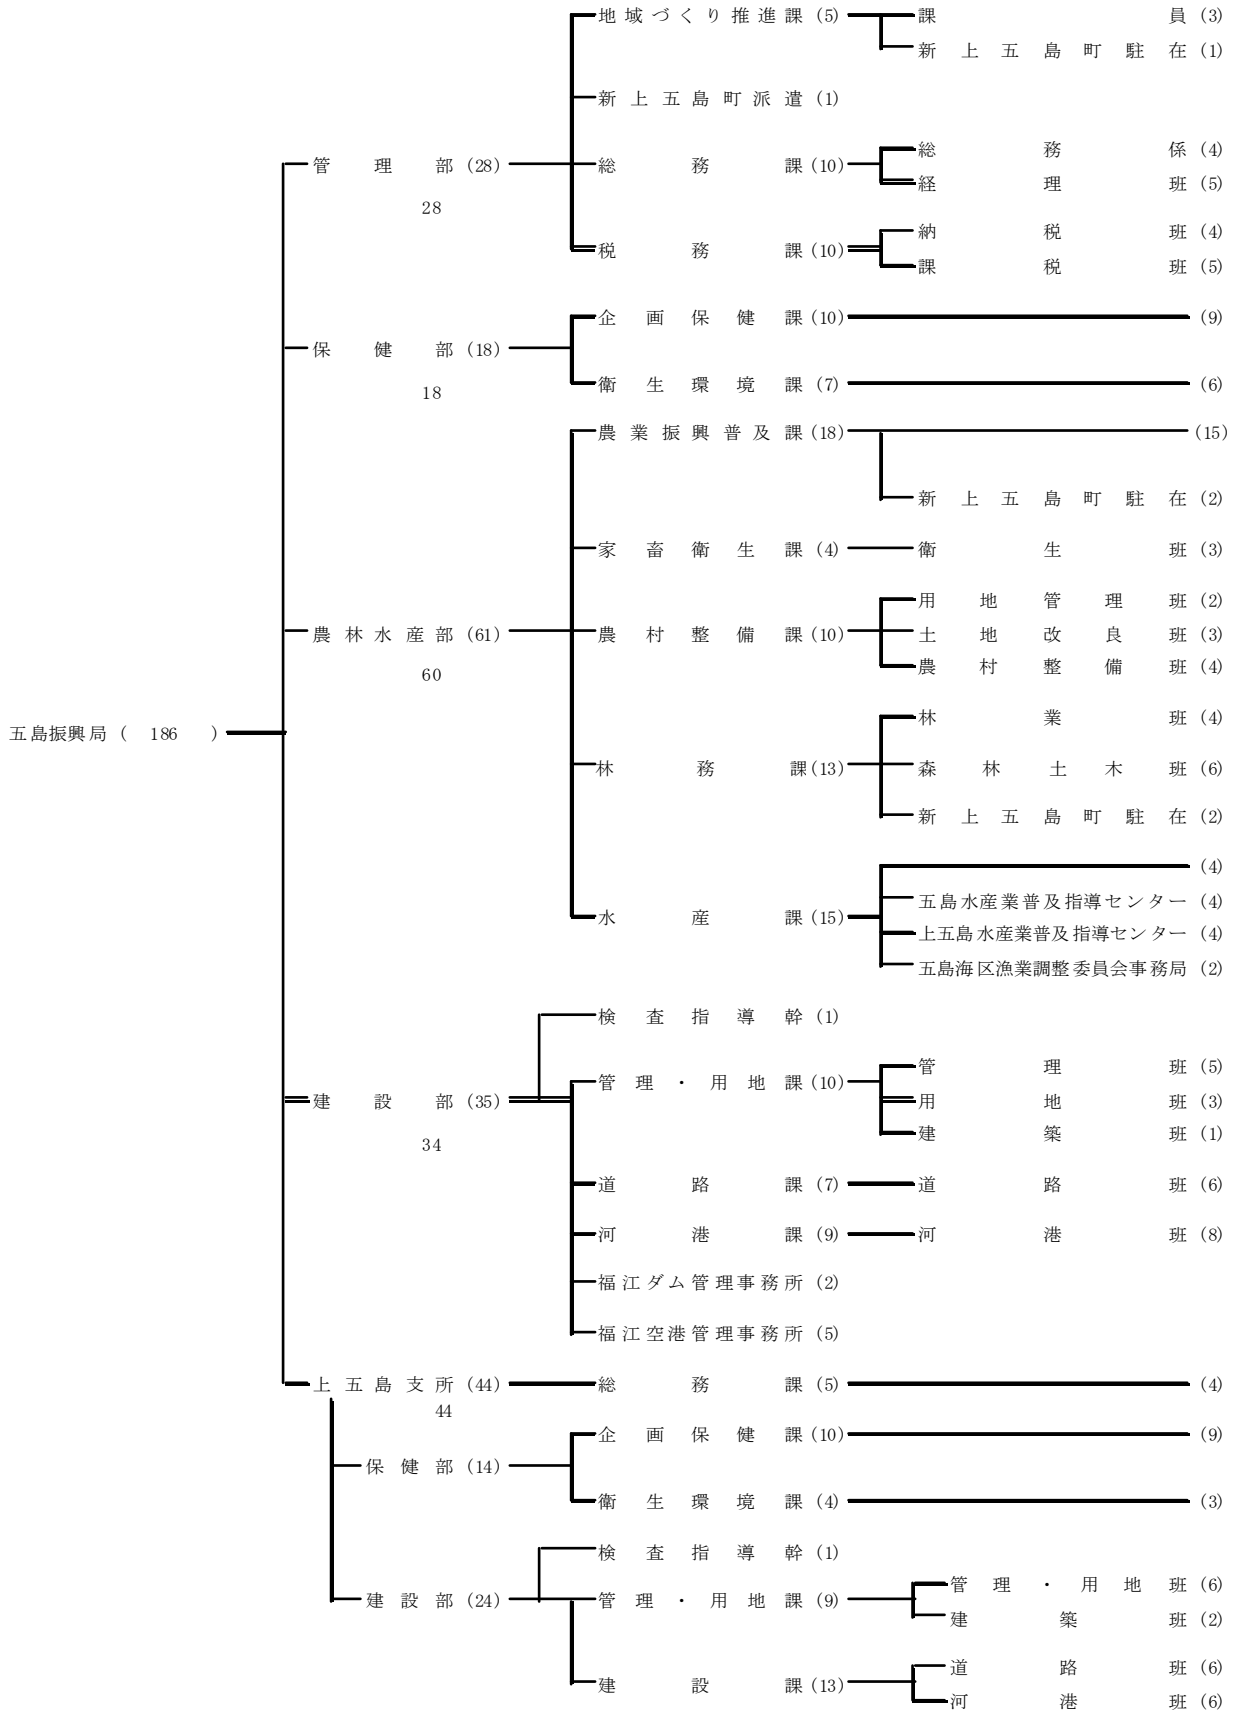 地域づくり推進課 (5) 課員 (3)
新上五島町駐在 (1)
新上五島町派遣 (1)
総務係 (4)
管理部 (28) 総務課 (10)
経理班 (5)
28
納税班 (4)
税務課 (10)
課税班 (5)
企画保健課 (10) (9)
保健部 (18)
衛生環境課 (7) (6)
18
農業振興普及課 (18) (15)
新上五島町駐在 (2)
家畜衛生課 (4) 衛生班 (3)
用地管理班 (2)
農林水産部 (61) 農村整備課 (10) 土地改良班 (3)
農村整備班 (4)
60
林業班 (4)
五島振興局 ( 186 )
林務課 (13) 森林土木班 (6)
新上五島町駐在 (2)
(4)
五島水産業普及指導センター (4)
水産課 (15)
上五島水産業普及指導センター (4)
五島海区漁業調整委員会事務局 (2)
検査指導幹 (1)
管理班 (5)
管理・用地課 (10)
建設部 (35) 用地班 (3)
建築班 (1)
34
道路課 (7) 道路班 (6)
河港課 (9) 河港班 (8)
福江ダム管理事務所 (2)
福江空港管理事務所 (5)
上五島支所 (44) 総務課 (5) (4)
44
企画保健課 (10) (9)
保健部 (14)
衛生環境課 (4) (3)
検査指導幹 (1)
管理・用地班 (6)
建設部 (24) 管理・用地課 (9)
建築班 (2)
道路班 (6)
建設課 (13)
河港班 (6)